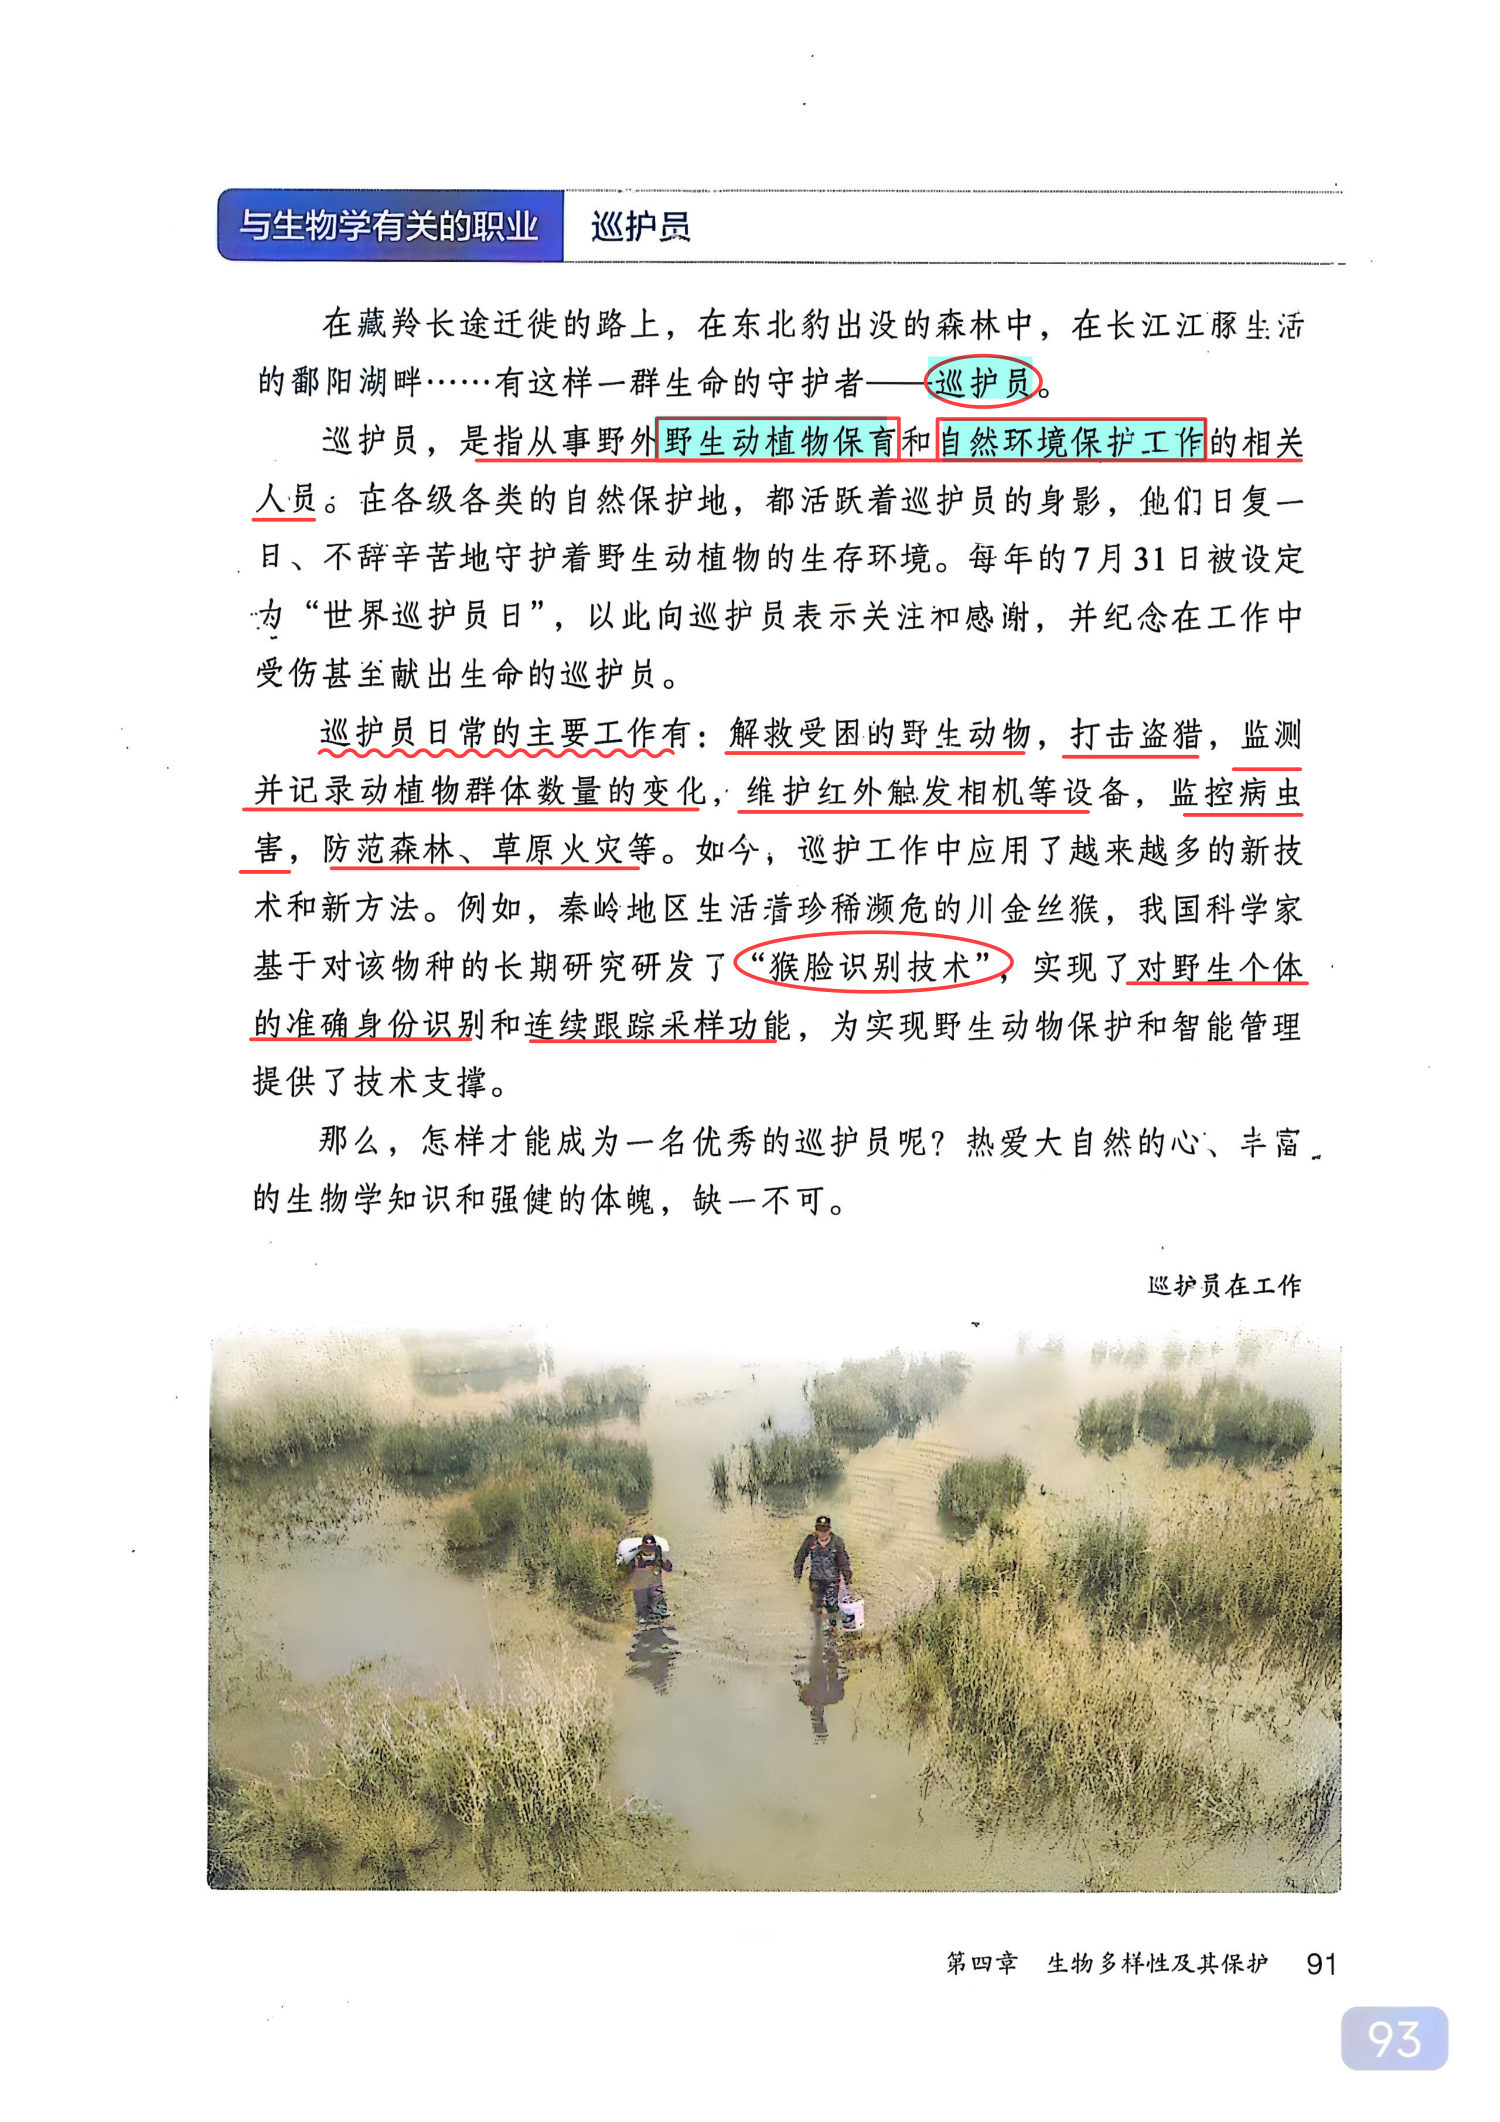 与生物学有关的职业 巡护员
在藏羚长途迁徙的路上，在东北豹出没的森林中，在长江江豚生活
的鄱阳湖畔……有这样一群生命的守护者——巡护员。
巡护员，是指从事野外野生动植物保育和自然环境保护工作的相关
人员。在各级各类的自然保护地，都活跃着巡护员的身影，他们日复一
日、不辞辛苦地守护着野生动植物的生存环境。每年的7月31日被设定
为“世界巡护员日”，以此向巡护员表示关注和感谢，并纪念在工作中
受伤甚至献出生命的巡护员。
巡护员日常的主要工作有：解救受困的野生动物，打击盗猎，监测
并记录动植物群体数量的变化，维护红外触发相机等设备，监控病虫
害，防范森林、草原火灾等。如今，巡护工作中应用了越来越多的新技
术和新方法。例如，秦岭地区生活着珍稀濒危的川金丝猴，我国科学家
基于对该物种的长期研究研发了“猴脸识别技术”，实现了对野生个体
的准确身份识别和连续跟踪采样功能，为实现野生动物保护和智能管理
提供了技术支撑。
那么，怎样才能成为一名优秀的巡护员呢？热爱大自然的心、丰富
的生物学知识和强健的体魄，缺一不可。
巡护员在工作
第四章 生物多样性及其保护 91
93